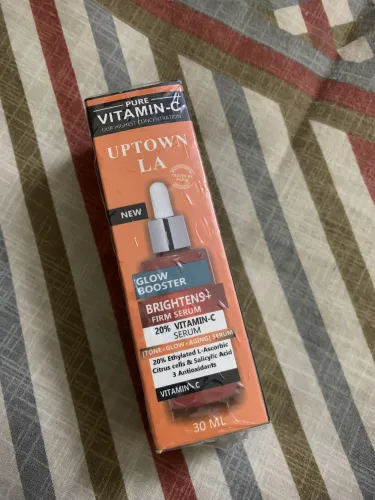 PURE
VITAMIN-C
OUR HIGHEST CONCENTRATION
UPTOWN
LA
NEW
GLOW
BOOSTER
BRIGHTENS+
FIRM SERUM
20% VITAMIN-C
SERUM
(TONE+GLOW+AGING) SERUM
20% Ethylated L-Ascorbic
Citrus cells & Salicylic Acid
3 Antioxidants
VITAMIN C
30 ML